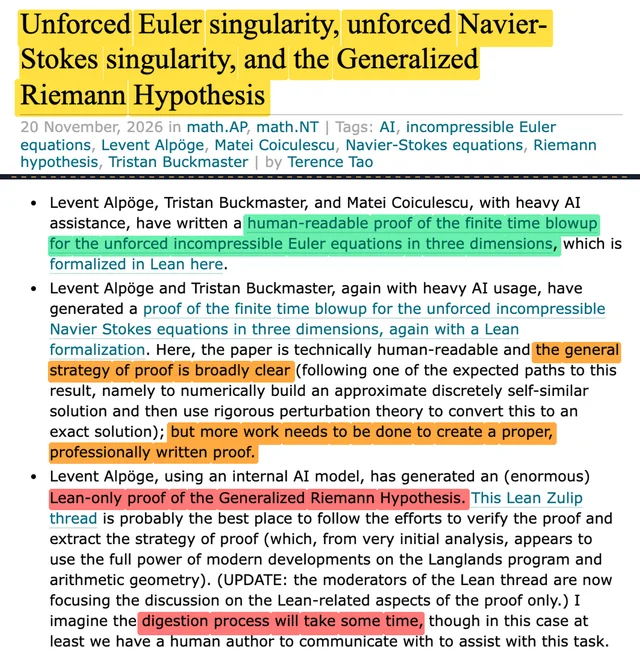 Unforced Euler singularity, unforced Navier-
Stokes singularity, and the Generalized
Riemann Hypothesis
20 November, 2026 in math.AP, math.NT | Tags: AI, incompressible Euler
equations, Levent Alpöge, Matei Coiculescu, Navier-Stokes equations, Riemann
hypothesis, Tristan Buckmaster | by Terence Tao
• Levent Alpöge, Tristan Buckmaster, and Matei Coiculescu, with heavy AI
assistance, have written a human-readable proof of the finite time blowup
for the unforced incompressible Euler equations in three dimensions, which is
formalized in Lean here.
• Levent Alpöge and Tristan Buckmaster, again with heavy AI usage, have
generated a proof of the finite time blowup for the unforced incompressible
Navier Stokes equations in three dimensions, again with a Lean
formalization. Here, the paper is technically human-readable and the general
strategy of proof is broadly clear (following one of the expected paths to this
result, namely to numerically build an approximate discretely self-similar
solution and then use rigorous perturbation theory to convert this to an
exact solution); but more work needs to be done to create a proper,
professionally written proof.
• Levent Alpöge, using an internal AI model, has generated an (enormous)
Lean-only proof of the Generalized Riemann Hypothesis. This Lean Zulip
thread is probably the best place to follow the efforts to verify the proof and
extract the strategy of proof (which, from very initial analysis, appears to
use the full power of modern developments on the Langlands program and
arithmetic geometry). (UPDATE: the moderators of the Lean thread are now
focusing the discussion on the Lean-related aspects of the proof only.) I
imagine the digestion process will take some time, though in this case at
least we have a human author to communicate with to assist with this task.